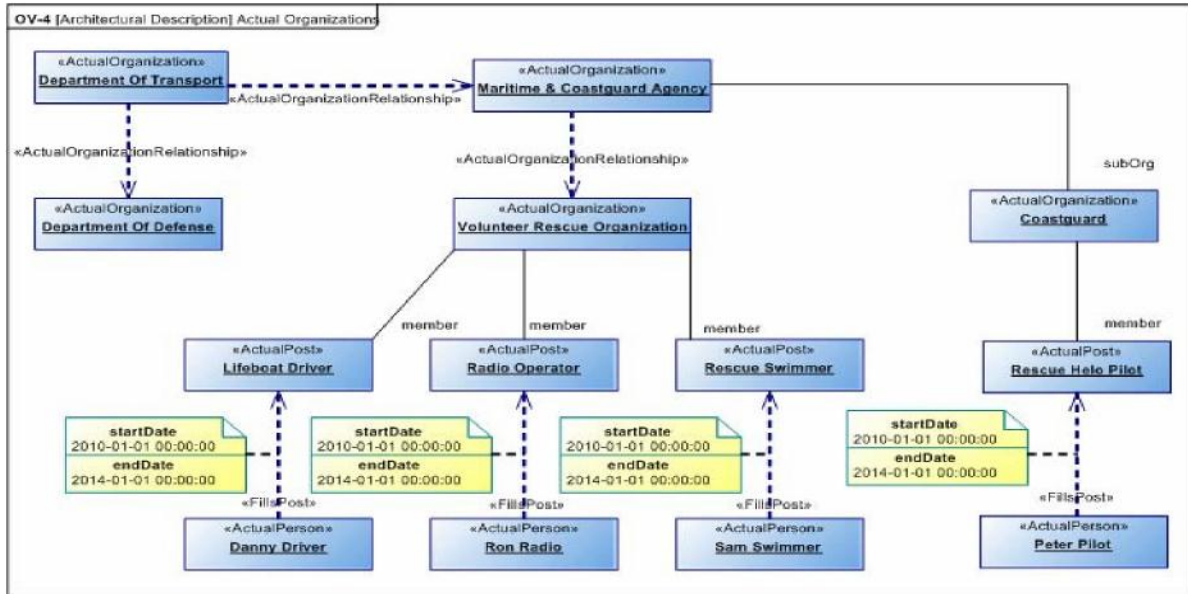 OV-4 [Architectural Description] Actual Organizations
«ActualOrganization»
Department Of Transport
«ActualOrganization»
Maritime & Coastguard Agency
«ActualOrganizationRelationship»
«ActualOrganizationRelationship»
«ActualOrganizationRelationship»
subOrg
«ActualOrganization»
Department Of Defense
«ActualOrganization»
Volunteer Rescue Organization
«ActualOrganization»
Coastguard
member
member
member
member
«ActualPost»
Lifeboat Driver
«ActualPost»
Radio Operator
«ActualPost»
Rescue Swimmer
«ActualPost»
Rescue Helo Pilot
startDate
2010-01-01 00:00:00
endDate
2014-01-01 00:00:00
startDate
2010-01-01 00:00:00
endDate
2014-01-01 00:00:00
startDate
2010-01-01 00:00:00
endDate
2014-01-01 00:00:00
startDate
2010-01-01 00:00:00
endDate
2014-01-01 00:00:00
«FillsPost»
«FillsPost»
«FillsPost»
«FillsPost»
«ActualPerson»
Danny Driver
«ActualPerson»
Ron Radio
«ActualPerson»
Sam Swimmer
«ActualPerson»
Peter Pilot